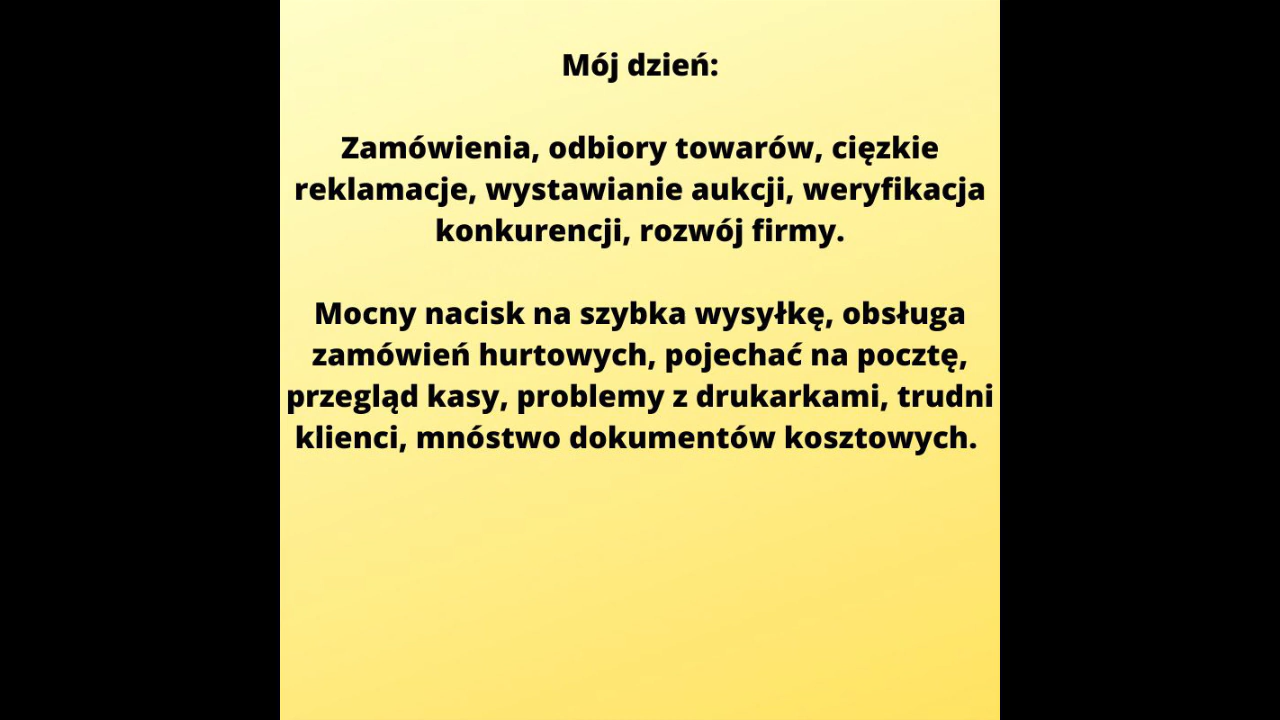 Mój dzień:
Zamówienia, odbiory towarów, cięzkie
reklamacje, wystawianie aukcji, weryfikacja
konkurencji, rozwój firmy.
Mocny nacisk na szybka wysyłkę, obsługa
zamówień hurtowych, pojechać na pocztę,
przegląd kasy, problemy z drukarkami, trudni
klienci, mnóstwo dokumentów kosztowych.